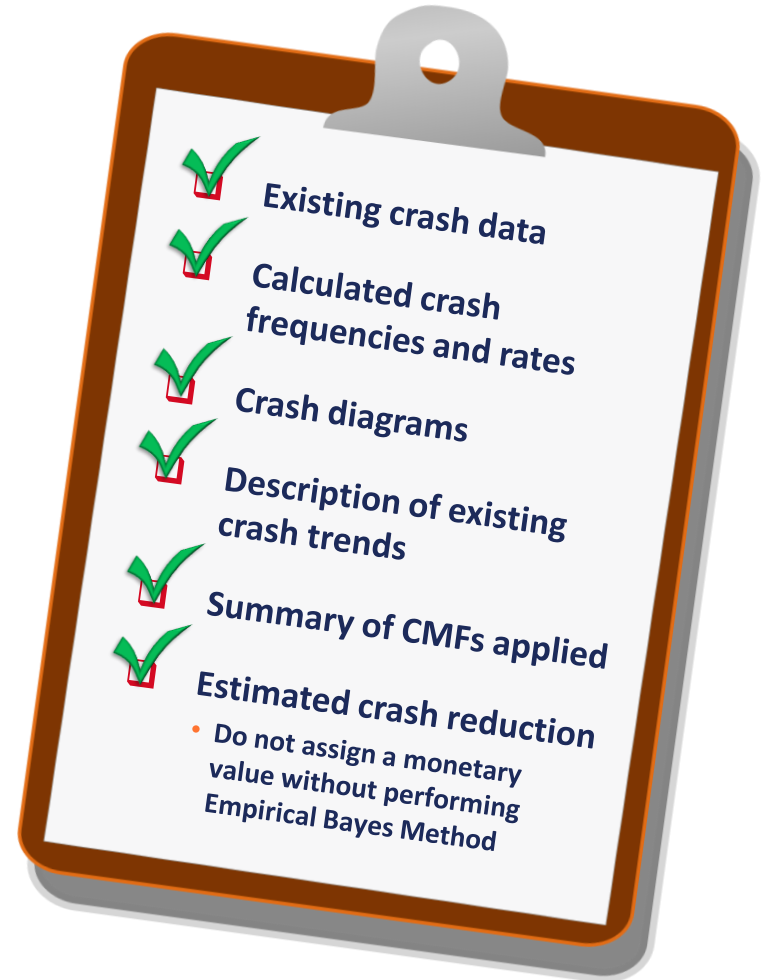 Existing crash data
Calculated crash
frequencies and rates
Crash diagrams
Description of existing
crash trends
Summary of CMFs applied
Estimated crash reduction
• Do not assign a monetary
value without performing
Empirical Bayes Method